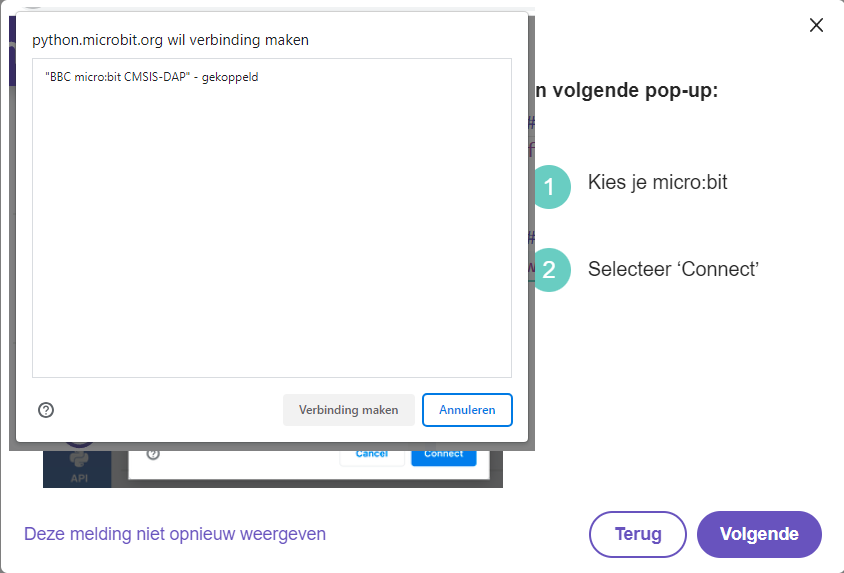 python.microbit.org wil verbinding maken
"BBC micro:bit CMSIS-DAP" - gekoppeld
n volgende pop-up:
1 Kies je micro:bit
2 Selecteer ‘Connect’
Verbinding maken Annuleren
Cancel Connect
API
Deze melding niet opnieuw weergeven
Terug Volgende